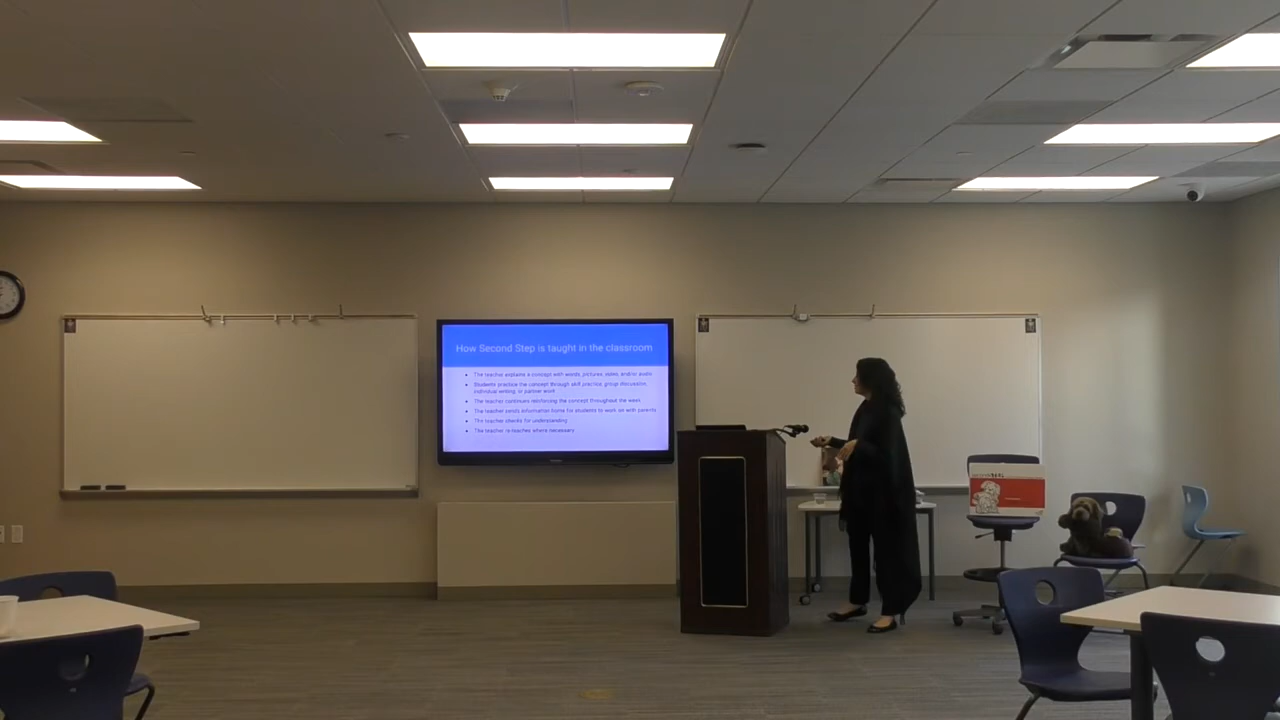 How Second Step is taught in the classroom
The teacher explains a concept with words, pictures, video, and/or audio
Students practice the concept through skill practice, group discussion,
individual writing, or partner work
The teacher continues reinforcing the concept throughout the week
The teacher sends information home for students to work on with parents
The teacher checks for understanding
The teacher re-teaches where necessary